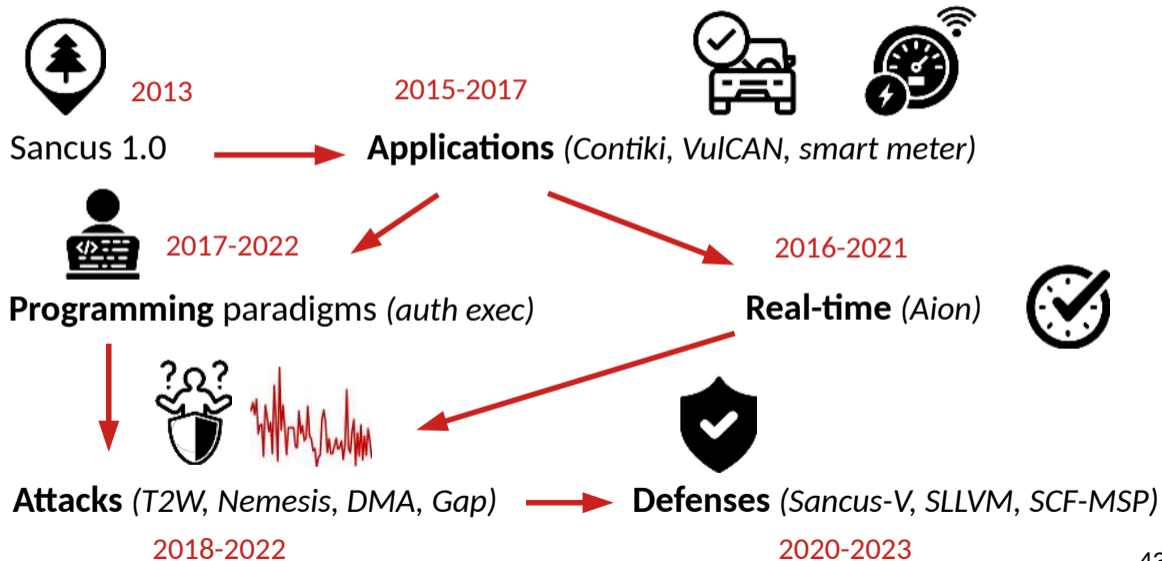 2013
2015-2017
Sancus 1.0
Applications (Contiki, VulCAN, smart meter)
2017-2022
2016-2021
Programming paradigms (auth exec)
Real-time (Aion)
? ?
Attacks (T2W, Nemesis, DMA, Gap)
Defenses (Sancus-V, SLLVM, SCF-MSP)
2018-2022
2020-2023